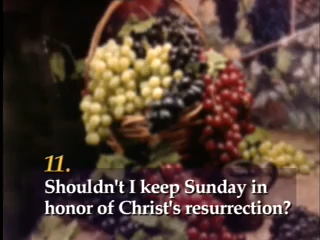 11.
Shouldn't I keep Sunday in
honor of Christ's resurrection?